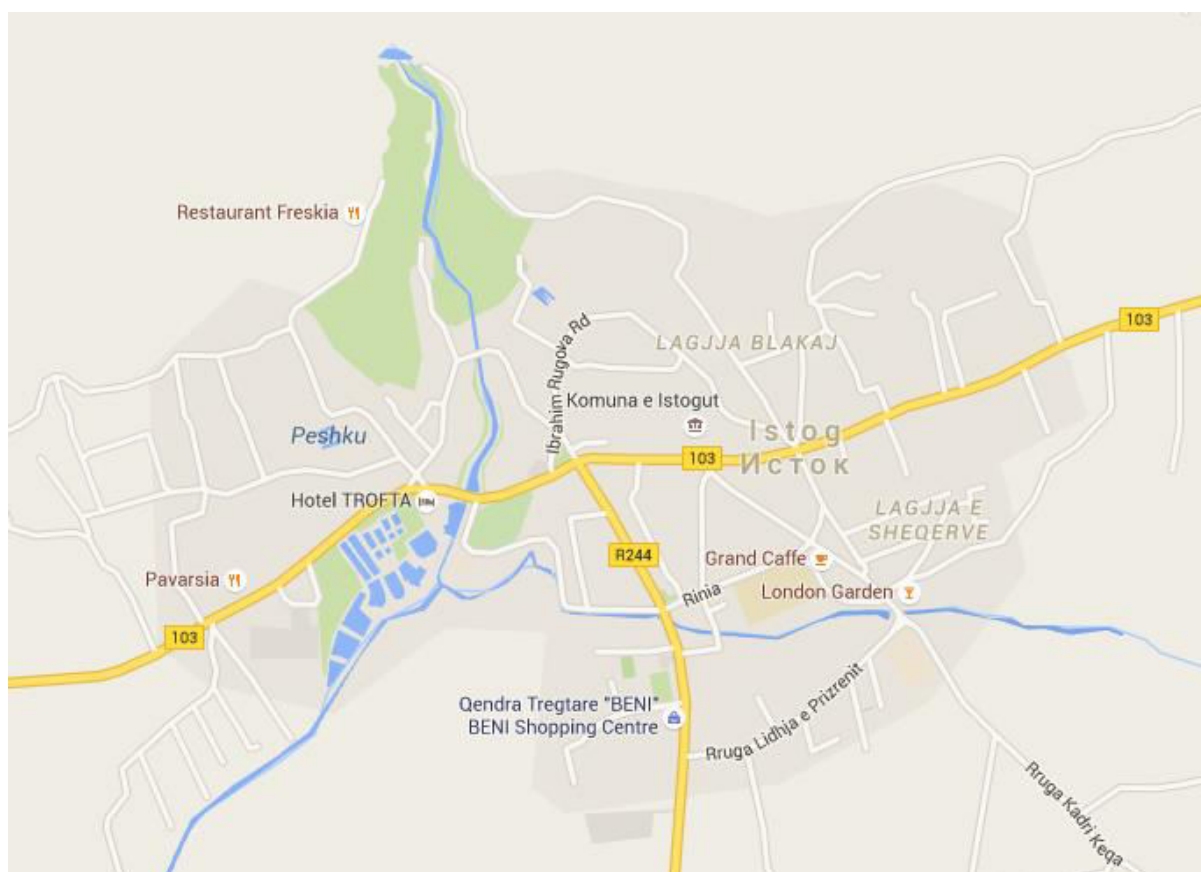 Restaurant Freskia
103
Ibrahim Rugova Rd
LAGJJA BLAKAJ
Komuna e Istogut
Peshku
Istog
Исток
103
Hotel TROFTA
LAGJJA E
SHEQERVE
R244
Grand Caffe
Pavarsia
Rinia
London Garden
103
Qendra Tregtare "BENI"
BENI Shopping Centre
Rruga Lidhja e Prizrenit
Rruga Kadri Keqa